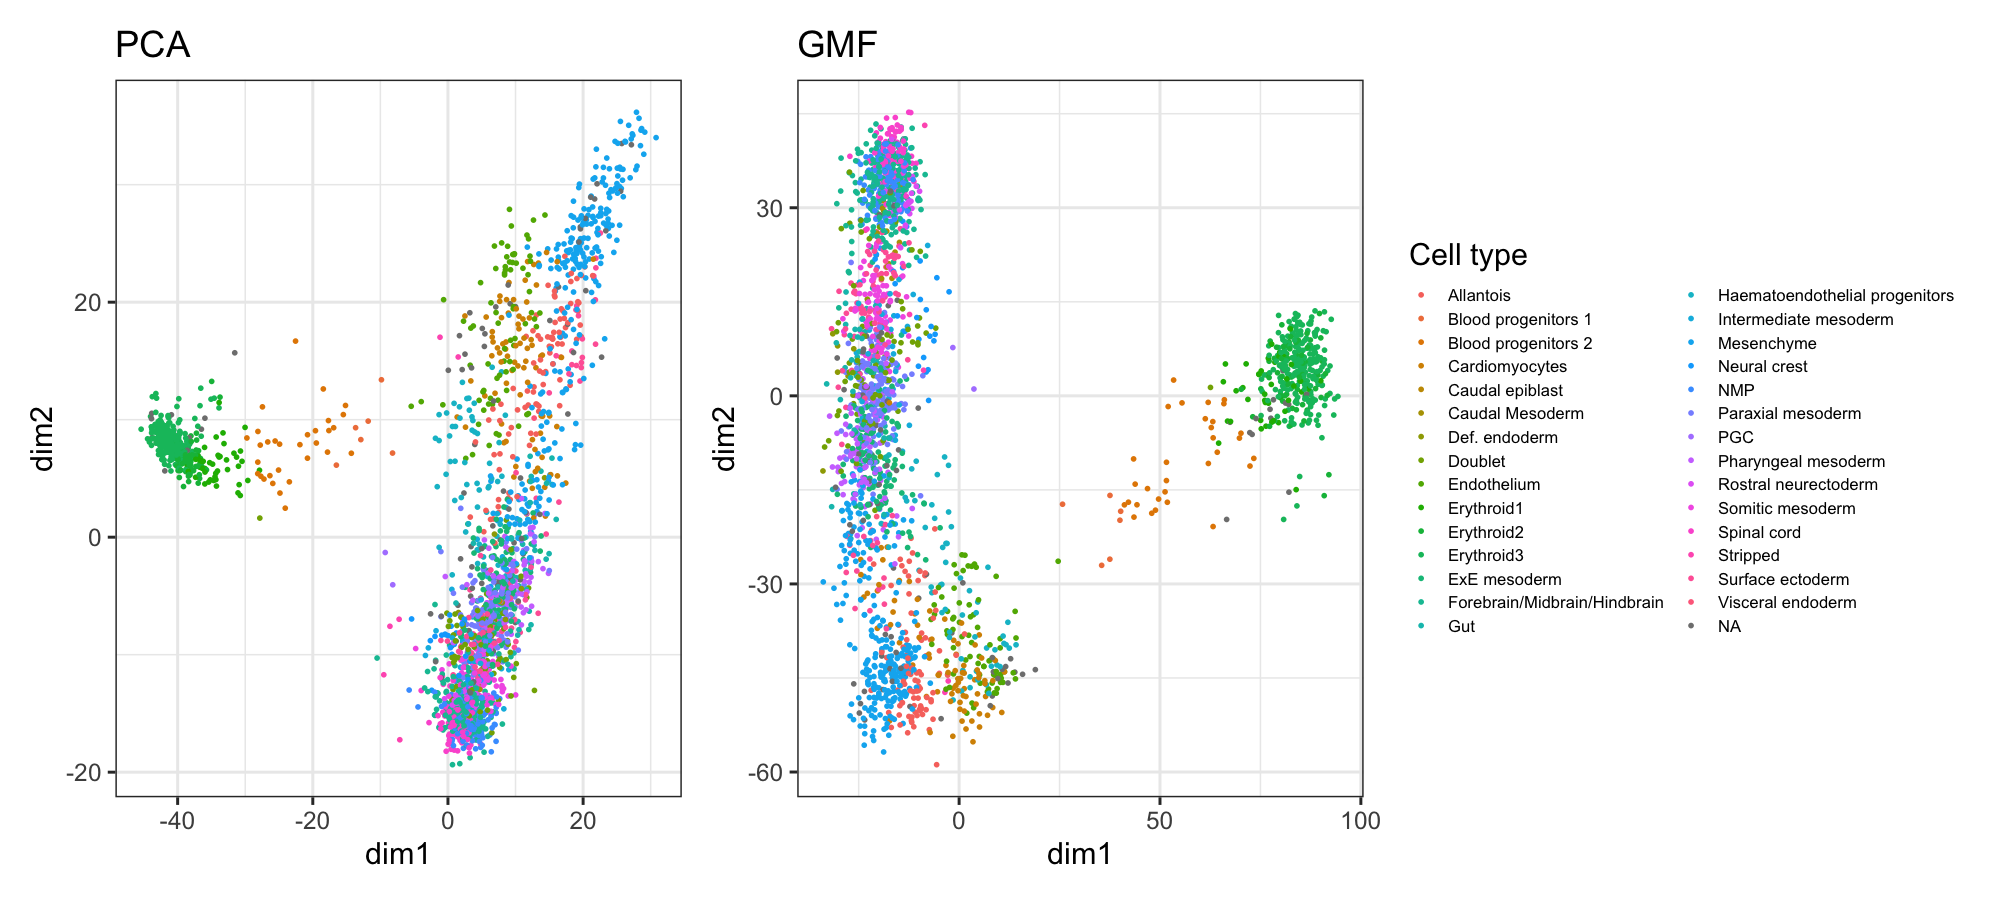 PCA
GMF
dim2
20
0
-20
-40
-20
0
20
dim1
dim2
30
0
-30
-60
0
50
100
dim1
Cell type
Allantois
Blood progenitors 1
Blood progenitors 2
Cardiomyocytes
Caudal epiblast
Caudal Mesoderm
Def. endoderm
Doublet
Endothelium
Erythroid1
Erythroid2
Erythroid3
ExE mesoderm
Forebrain/Midbrain/Hindbrain
Gut
Haematoendothelial progenitors
Intermediate mesoderm
Mesenchyme
Neural crest
NMP
Paraxial mesoderm
PGC
Pharyngeal mesoderm
Rostral neurectoderm
Somitic mesoderm
Spinal cord
Stripped
Surface ectoderm
Visceral endoderm
NA